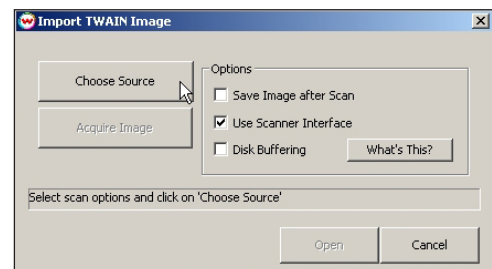 Import TWAIN Image
Choose Source
Acquire Image
Options
Save Image after Scan
Use Scanner Interface
Disk Buffering
What's This?
Select scan options and click on 'Choose Source'
Open
Cancel